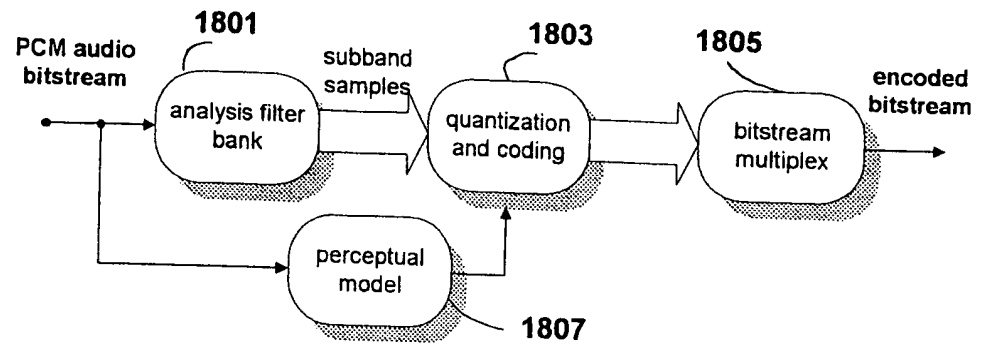 1801
1803
1805
PCM audio
bitstream
subband
samples
encoded
bitstream
analysis filter
bank
quantization
and coding
bitstream
multiplex
perceptual
model
1807